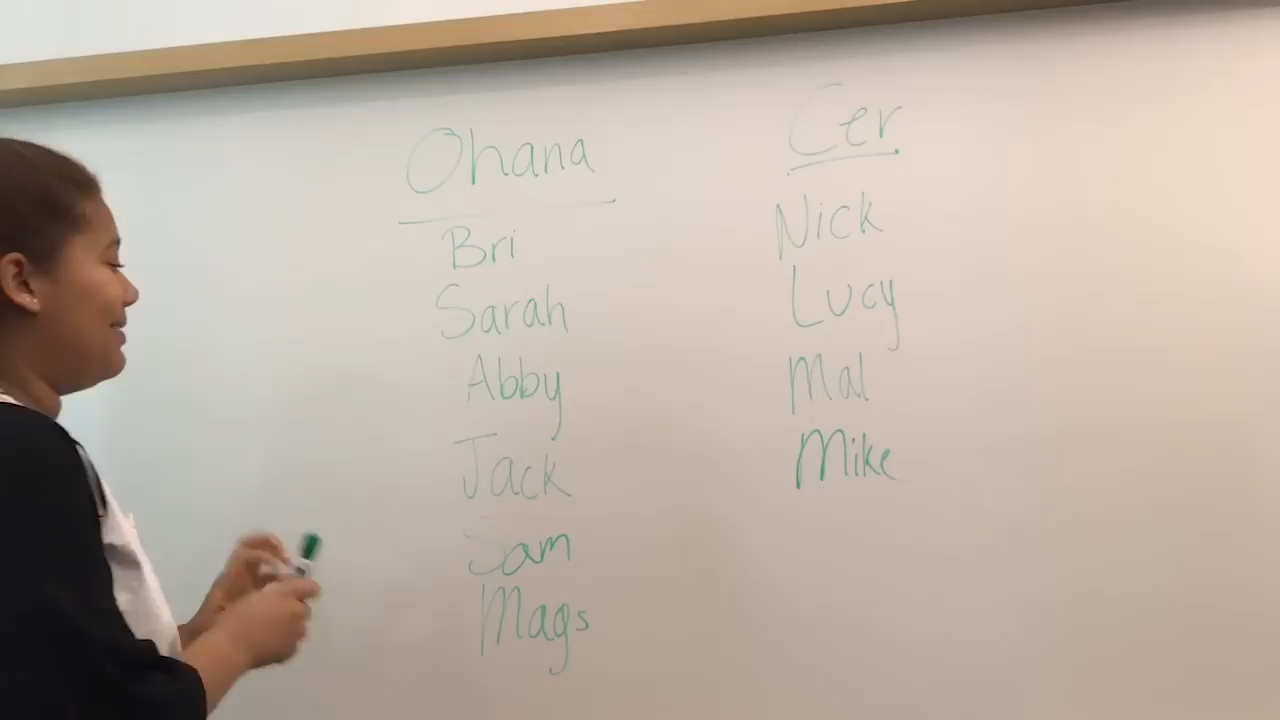 Ohana
Bri
Sarah
Abby
Jack
Sam
Mags
Cer
Nick
Lucy
Mal
Mike